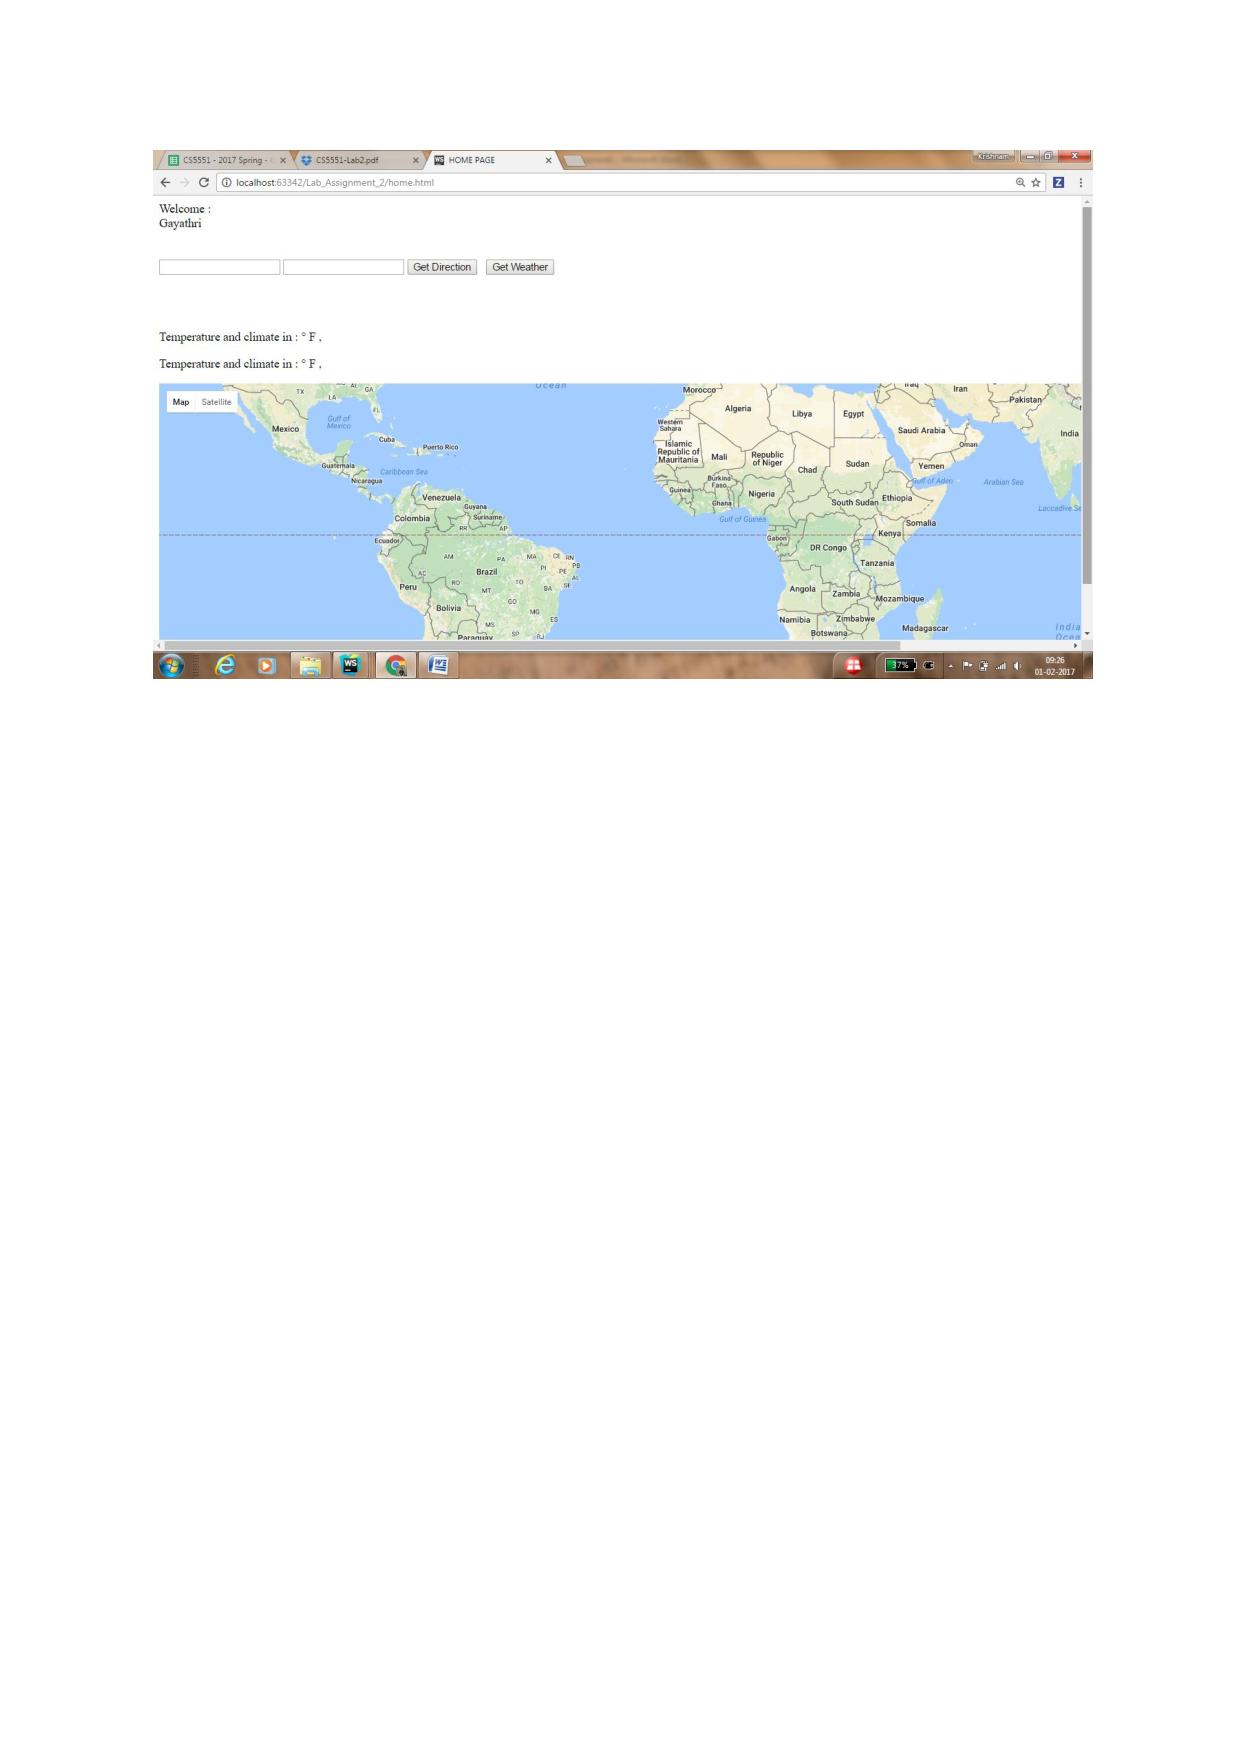 CS5551 - 2017 Spring -
CS5551-Lab2.pdf
HOME PAGE
Krishnam
localhost:63342/Lab_Assignment_2/home.html
Welcome :
Gayathri
Get Direction
Get Weather
Temperature and climate in : ° F ,
Temperature and climate in : ° F ,
Map Satellite
Ocean
TX
LA
AL
GA
FL
Gulf of
Mexico
Mexico
Cuba
Puerto Rico
Guatemala
Caribbean Sea
Nicaragua
Venezuela
Guyana
Colombia
Suriname
RR
AP
Ecuador
AM
PA
MA
CE
RN
PB
PI
PE
AC
Brazil
AL
RO
TO
SE
Peru
MT
BA
Bolivia
GO
MG
ES
MS
SP
RJ
Paraguay
Morocco
Algeria
Libya
Egypt
Iraq
Iran
Pakistan
Western
Sahara
Saudi Arabia
India
Oman
Islamic
Republic of
Mauritania
Mali
Republic
of Niger
Chad
Sudan
Yemen
Burkina
Faso
Gulf of Aden
Arabian Sea
Guinea
Nigeria
Ghana
South Sudan
Ethiopia
Laccadive Se
Gulf of Guinea
Somalia
Gabon
Kenya
DR Congo
Tanzania
Angola
Zambia
Mozambique
Namibia
Zimbabwe
Botswana
Madagascar
India
Ocea
WS
W
37%
09:26
01-02-2017